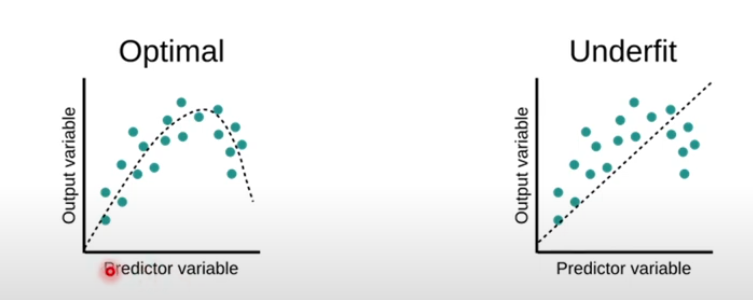 Optimal
Output variable
Predictor variable
Underfit
Output variable
Predictor variable